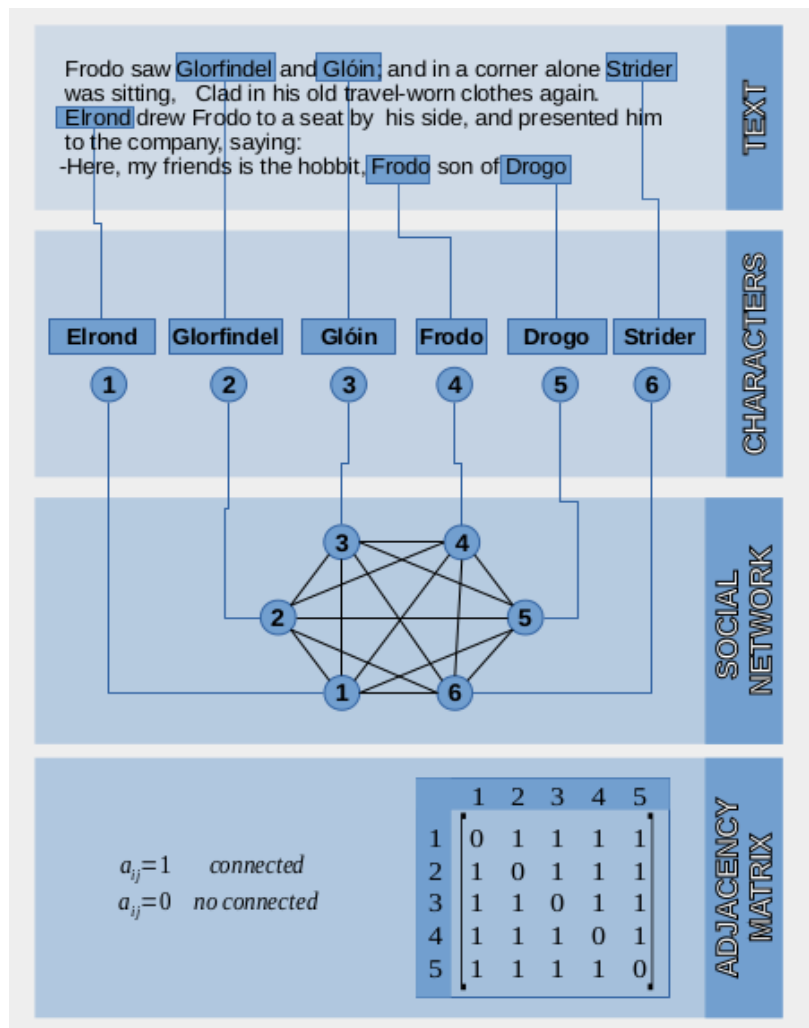 Frodo saw Glorfindel and Glóin; and in a corner alone Strider
was sitting, Clad in his old travel-worn clothes again.
Elrond drew Frodo to a seat by his side, and presented him
to the company, saying:
-Here, my friends is the hobbit, Frodo son of Drogo
TEXT
Elrond Glorfindel Glóin Frodo Drogo Strider
1 2 3 4 5 6
CHARACTERS
3 4
2 5
1 6
SOCIAL
NETWORK
aij=1 connected
aij=0 no connected
1 2 3 4 5
1 0 1 1 1 1
2 1 0 1 1 1
3 1 1 0 1 1
4 1 1 1 0 1
5 1 1 1 1 0
ADJACENCY
MATRIX